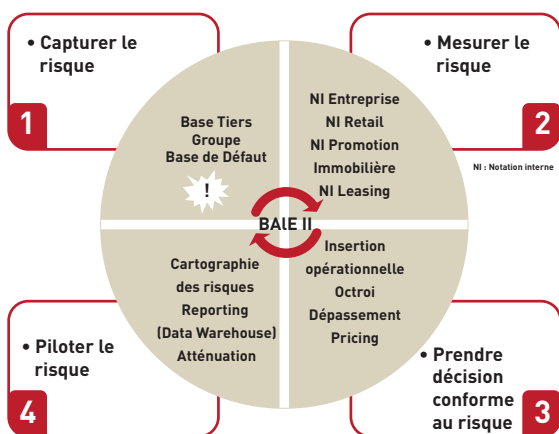 • Capturer le
risque
1
• Mesurer le
risque
2
NI : Notation interne
Base Tiers
Groupe
Base de Défaut
!
NI Entreprise
NI Retail
NI Promotion
Immobilière
NI Leasing
BAlE II
Cartographie
des risques
Reporting
(Data Warehouse)
Atténuation
Insertion
opérationnelle
Octroi
Dépassement
Pricing
• Piloter le
risque
4
• Prendre
décision
conforme
au risque
3